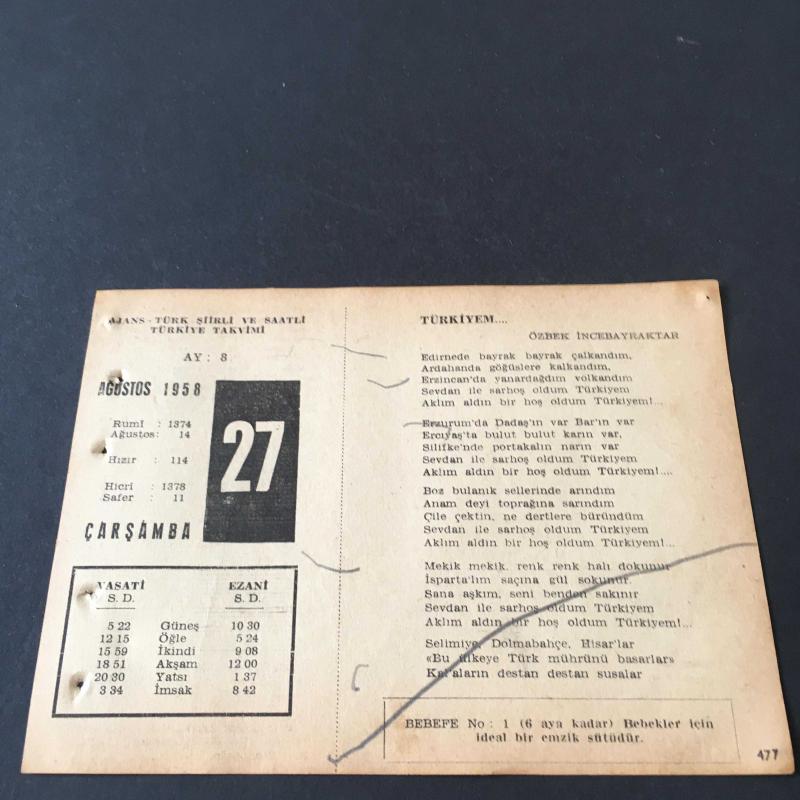 AJANS - TÜRK ŞİİRLİ VE SAATLİ
TÜRKİYE TAKVİMİ
AY : 8
AĞUSTOS 1958
Rumî : 1374
Ağustos: 14
Hızır : 114
Hicri : 1378
Safer : 11
27
ÇARŞAMBA
VASATİ EZANİ
S. D. S. D.
5 22 Güneş 10 30
12 15 Öğle 5 24
15 59 İkindi 9 08
18 51 Akşam 12 00
20 30 Yatsı 1 37
3 34 İmsak 8 42
TÜRKİYEM....
ÖZBEK İNCEBAYRAKTAR
Edirnede bayrak bayrak çalkandım,
Ardahanda göğüslere kalkandım,
Erzincan'da yanardağdım volkandım
Sevdan ile sarhoş oldum Türkiyem
Aklım aldın bir hoş oldum Türkiyem!...
Erzurum'da Dadaş'ın var Bar'ın var
Erciyaş'ta bulut bulut karın var,
Silifke'nde portakalın narın var
Sevdan ile sarhoş oldum Türkiyem
Aklım aldın bir hoş oldum Türkiyem!....
Boz bulanık sellerinde arındım
Anam deyi toprağına sarındım
Çile çektin, ne dertlere büründüm
Sevdan ile sarhoş oldum Türkiyem
Aklım aldın bir hoş oldum Türkiyem!...
Mekik mekik. renk renk halı dokunur
İsparta'lım saçına gül sokunur.
Sana aşkım, seni benden sakınır
Sevdan ile sarhoş oldum Türkiyem
Aklım aldın bir hoş oldum Türkiyem!...
Selimiye, Dolmabahçe, Hisar'lar
«Bu ülkeye Türk mührünü basarlar»
Kal'aların destan destan susalar
BEBEFE No : 1 (6 aya kadar) Bebekler için
ideal bir emzik sütüdür.
477